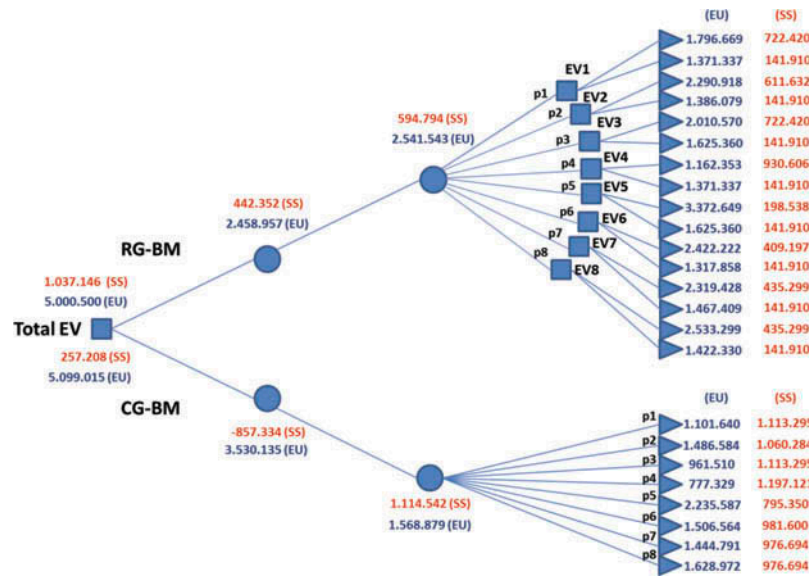 (EU) (SS)
1.796.669 722.420
1.371.337 141.910
EV1
2.290.918 611.632
p1
EV2
1.386.079 141.910
p2
594.794 (SS)
EV3
2.010.570 722.420
2.541.543 (EU)
p3
1.625.360 141.910
EV4
p4
1.162.353 930.606
EV5
1.371.337 141.910
p5
442.352 (SS)
3.372.649 198.538
2.458.957 (EU)
p6
EV6
1.625.360 141.910
RG-BM
p7
EV7
2.422.222 409.197
p8
EV8
1.317.858 141.910
1.037.146 (SS)
2.319.428 435.299
5.000.500 (EU)
1.467.409 141.910
Total EV
2.533.299 435.299
257.208 (SS)
1.422.330 141.910
5.099.015 (EU)
(EU) (SS)
CG-BM
p1 1.101.640 1.113.295
-857.334 (SS)
p2 1.486.584 1.060.284
3.530.135 (EU)
p3 961.510 1.113.295
p4 777.329 1.197.121
p5 2.235.587 795.350
1.114.542 (SS)
p6 1.506.564 981.600
1.568.879 (EU)
p7 1.444.791 976.694
p8 1.628.972 976.694